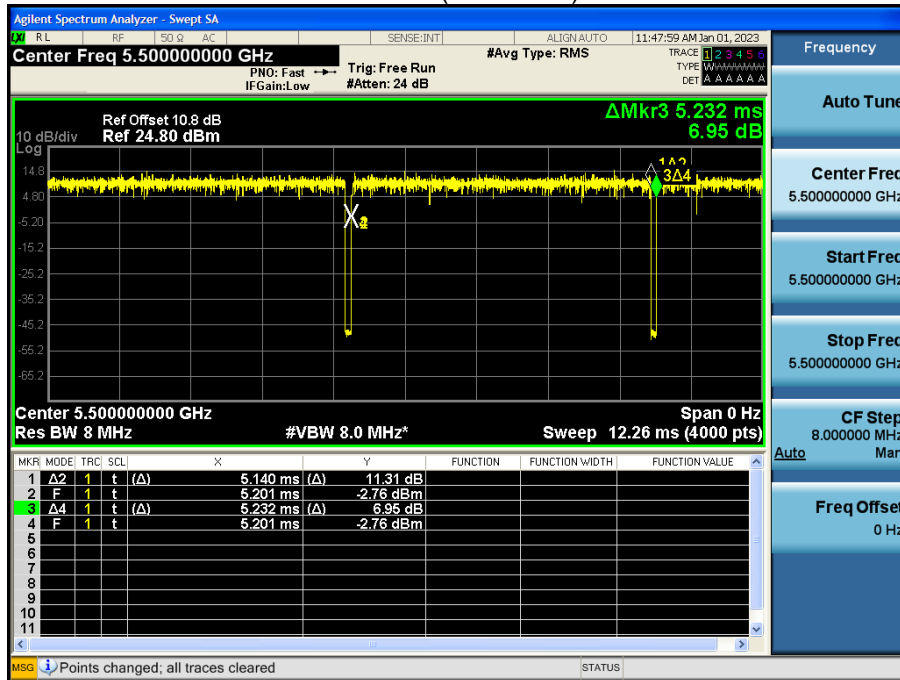 Agilent Spectrum Analyzer - Swept SA
LXI RL RF 50 Ω AC SENSE:INT ALIGN AUTO 11:47:59 AM Jan 01, 2023
Center Freq 5.500000000 GHz
PNO: Fast
IFGain:Low
Trig: Free Run
#Atten: 24 dB
#Avg Type: RMS
TRACE 1 2 3 4 5 6
TYPE
DET A A A A A A
Frequency
Ref Offset 10.8 dB
10 dB/div Ref 24.80 dBm
Log
ΔMkr3 5.232 ms
6.95 dB
14.8
4.80
-5.20
-15.2
-25.2
-35.2
-45.2
-55.2
-65.2
3Δ4
Center 5.500000000 GHz Span 0 Hz
Res BW 8 MHz #VBW 8.0 MHz* Sweep 12.26 ms (4000 pts)
MKR MODE TRC SCL X Y FUNCTION FUNCTION WIDTH FUNCTION VALUE
1 Δ2 1 t (Δ) 5.140 ms (Δ) 11.31 dB
2 F 1 t 5.201 ms -2.76 dBm
3 Δ4 1 t (Δ) 5.232 ms (Δ) 6.95 dB
4 F 1 t 5.201 ms -2.76 dBm
5
6
7
8
9
10
11
Auto Tune
Center Freq
5.500000000 GHz
Start Freq
5.500000000 GHz
Stop Freq
5.500000000 GHz
CF Step
8.000000 MHz
Auto Man
Freq Offset
0 Hz
MSG Points changed; all traces cleared STATUS